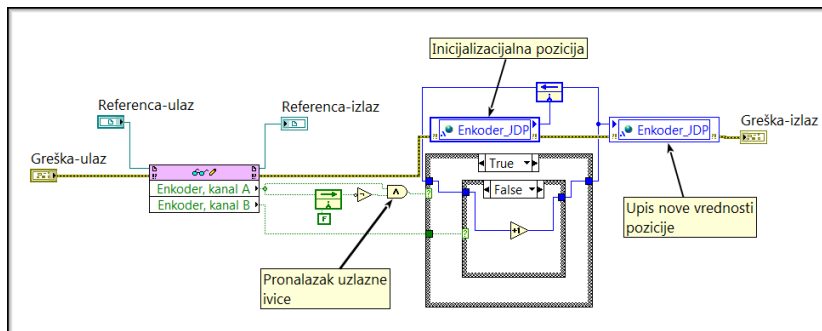 Inicijalizacijalna pozicija
Referenca-ulaz
Referenca-izlaz
Enkoder_JDP
Enkoder_JDP
Greška-izlaz
Greška-ulaz
True
Enkoder, kanal A
Enkoder, kanal B
False
F
+1
Upis nove vrednosti
pozicije
Pronalazak uzlazne
ivice